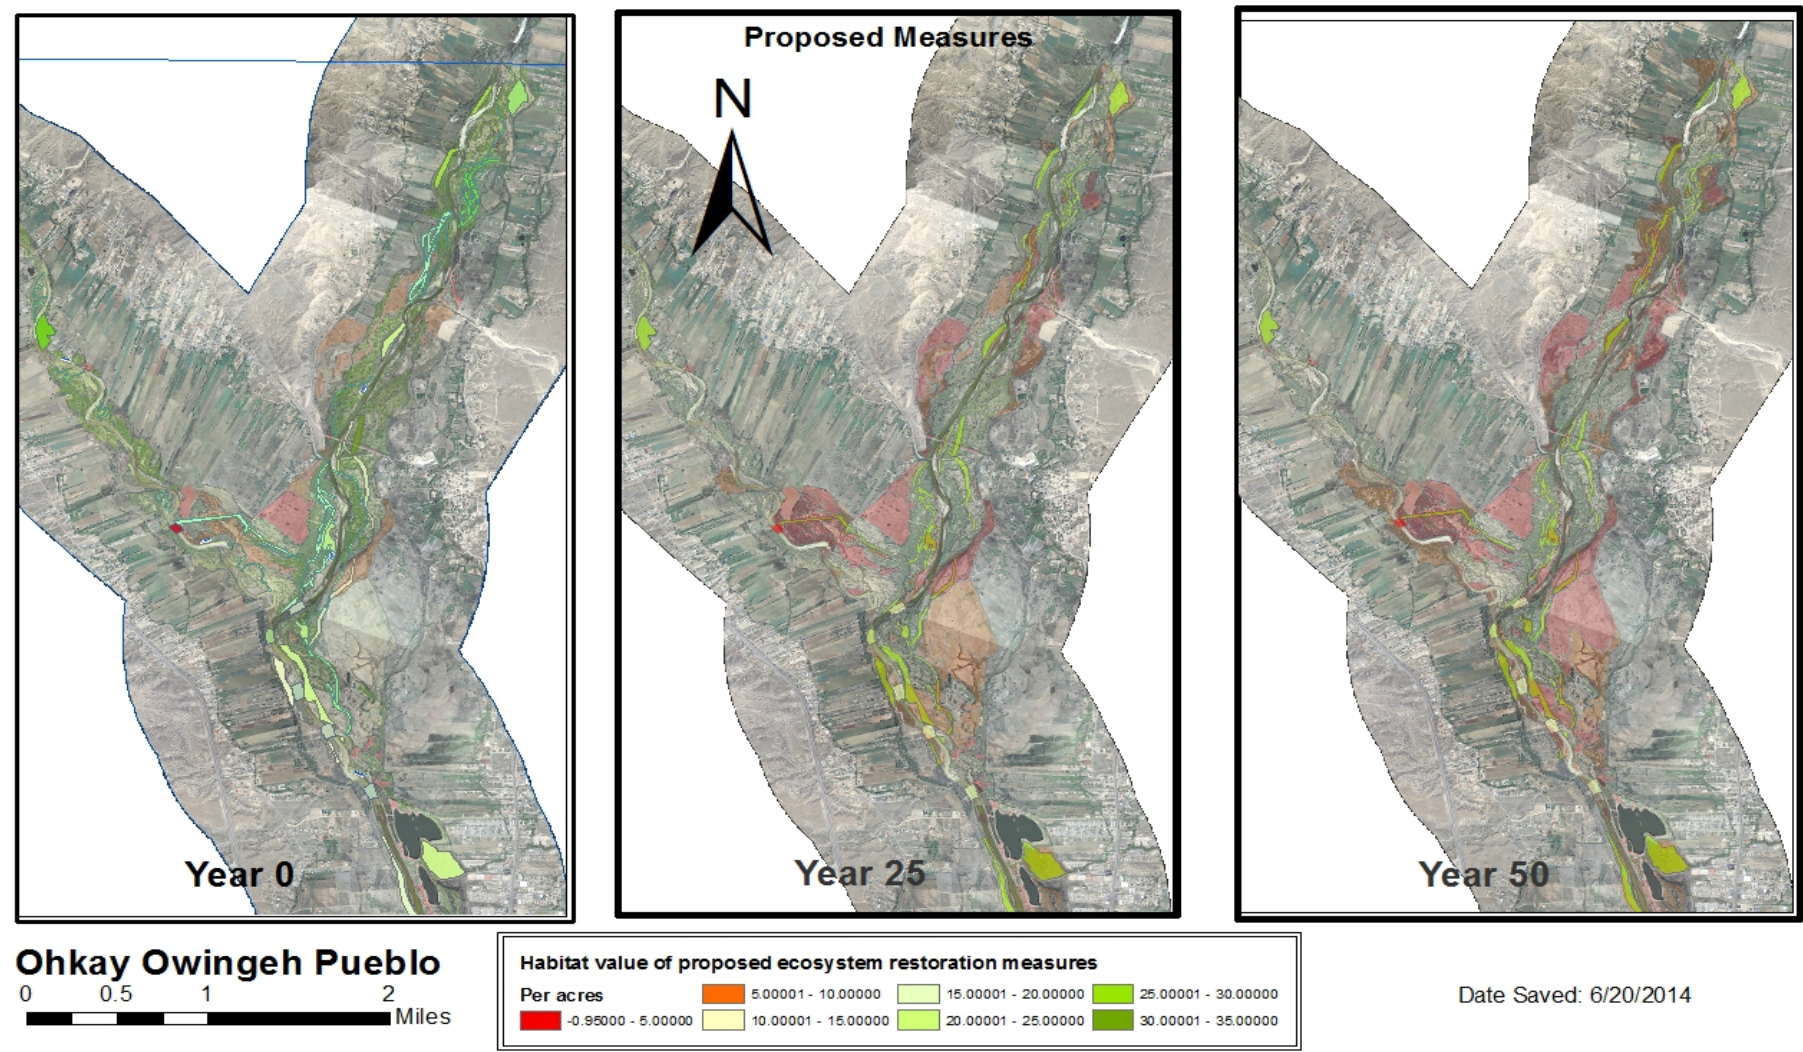 Proposed Measures
N
Year 0
Year 25
Year 50
Ohkay Owingeh Pueblo
0 0.5 1 2
Miles
Habitat value of proposed ecosystem restoration measures
Per acres
-0.95000 - 5.00000
5.00001 - 10.00000
10.00001 - 15.00000
15.00001 - 20.00000
20.00001 - 25.00000
25.00001 - 30.00000
30.00001 - 35.00000
Date Saved: 6/20/2014